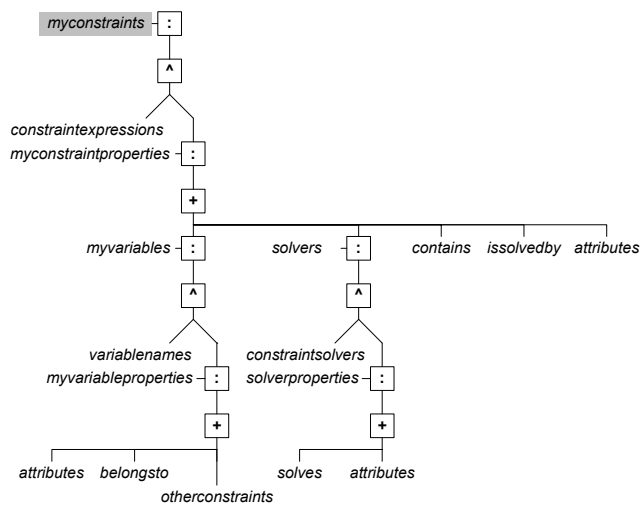 myconstraints :
^
constraintexpressions
myconstraintproperties :
+
myvariables : solvers : contains issolvedby attributes
^ ^
variablenames constraintsolvers
myvariableproperties : solverproperties :
+ +
attributes belongsto solves attributes
otherconstraints